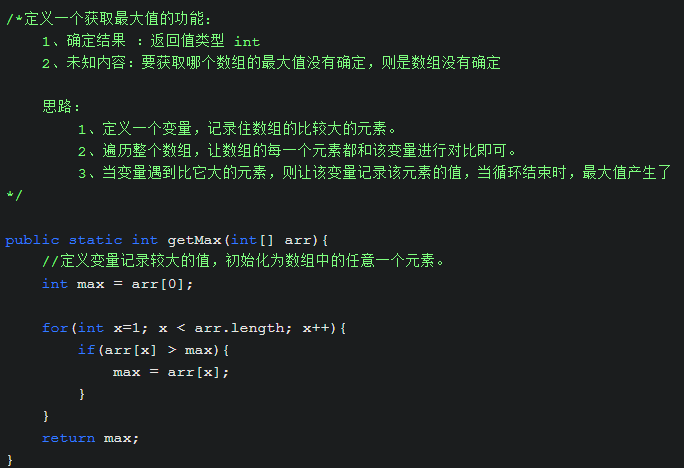 /*定义一个获取最大值的功能：
1、确定结果 ：返回值类型 int
2、未知内容：要获取哪个数组的最大值没有确定，则是数组没有确定
思路：
1、定义一个变量，记录住数组的比较大的元素。
2、遍历整个数组，让数组的每一个元素都和该变量进行对比即可。
3、当变量遇到比它大的元素，则让该变量记录该元素的值，当循环结束时，最大值产生了
*/
public static int getMax(int[] arr){
//定义变量记录较大的值，初始化为数组中的任意一个元素。
int max = arr[0];
for(int x=1; x < arr.length; x++){
if(arr[x] > max){
max = arr[x];
}
}
return max;
}